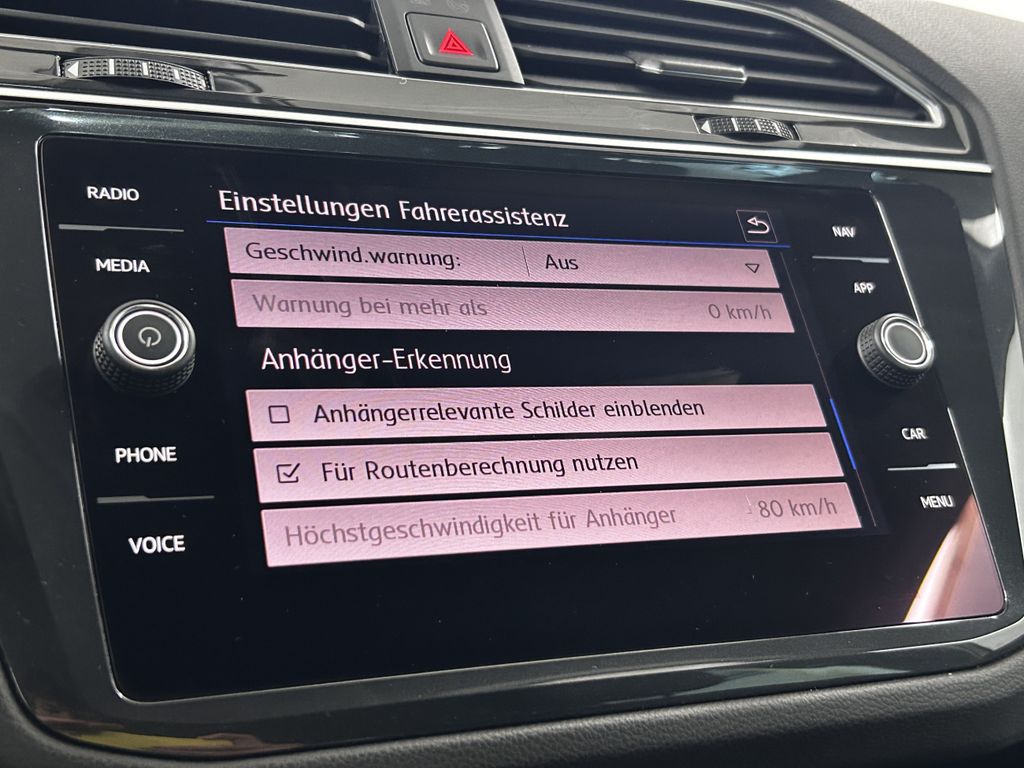 RADIO
MEDIA
PHONE
VOICE
Einstellungen Fahrerassistenz
Geschwind.warnung: Aus
Warnung bei mehr als 0 km/h
Anhänger-Erkennung
Anhängerrelevante Schilder einblenden
Für Routenberechnung nutzen
Höchstgeschwindigkeit für Anhänger 80 km/h
NAV
APP
CAR
MENU